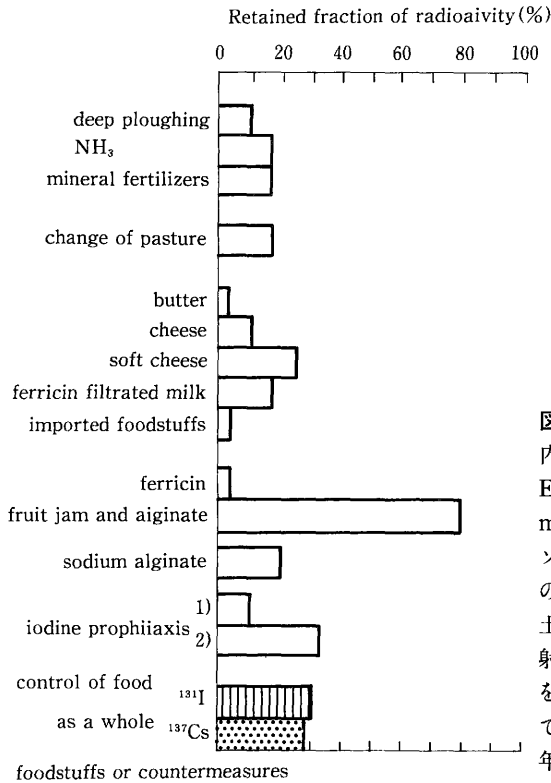 Retained fraction of radioaivity(%)
0 20 40 60 80 100
deep ploughing
NH₃
mineral fertilizers
change of pasture
butter
cheese
soft cheese
ferricin filtrated milk
imported foodstuffs
ferricin
fruit jam and aiginate
sodium alginate
1)
iodine prophiiaxis
2)
control of food
¹³¹I
as a whole
¹³⁷Cs
foodstuffs or countermeasures
図
内
E
m
ン
の
土
射
を
で
年